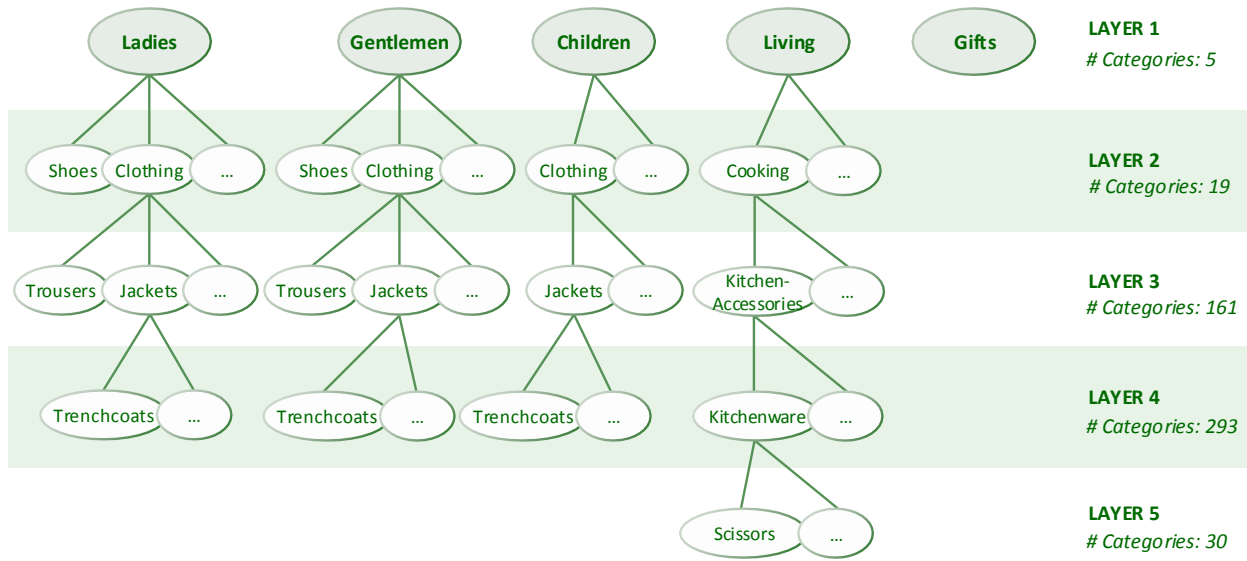 Ladies Gentlemen Children Living Gifts LAYER 1
# Categories: 5
Shoes Clothing ... Shoes Clothing ... Clothing ... Cooking ... LAYER 2
# Categories: 19
Trousers Jackets ... Trousers Jackets ... Jackets ... Kitchen-
Accessories ... LAYER 3
# Categories: 161
Trenchcoats ... Trenchcoats ... Trenchcoats ... Kitchenware ... LAYER 4
# Categories: 293
Scissors ... LAYER 5
# Categories: 30